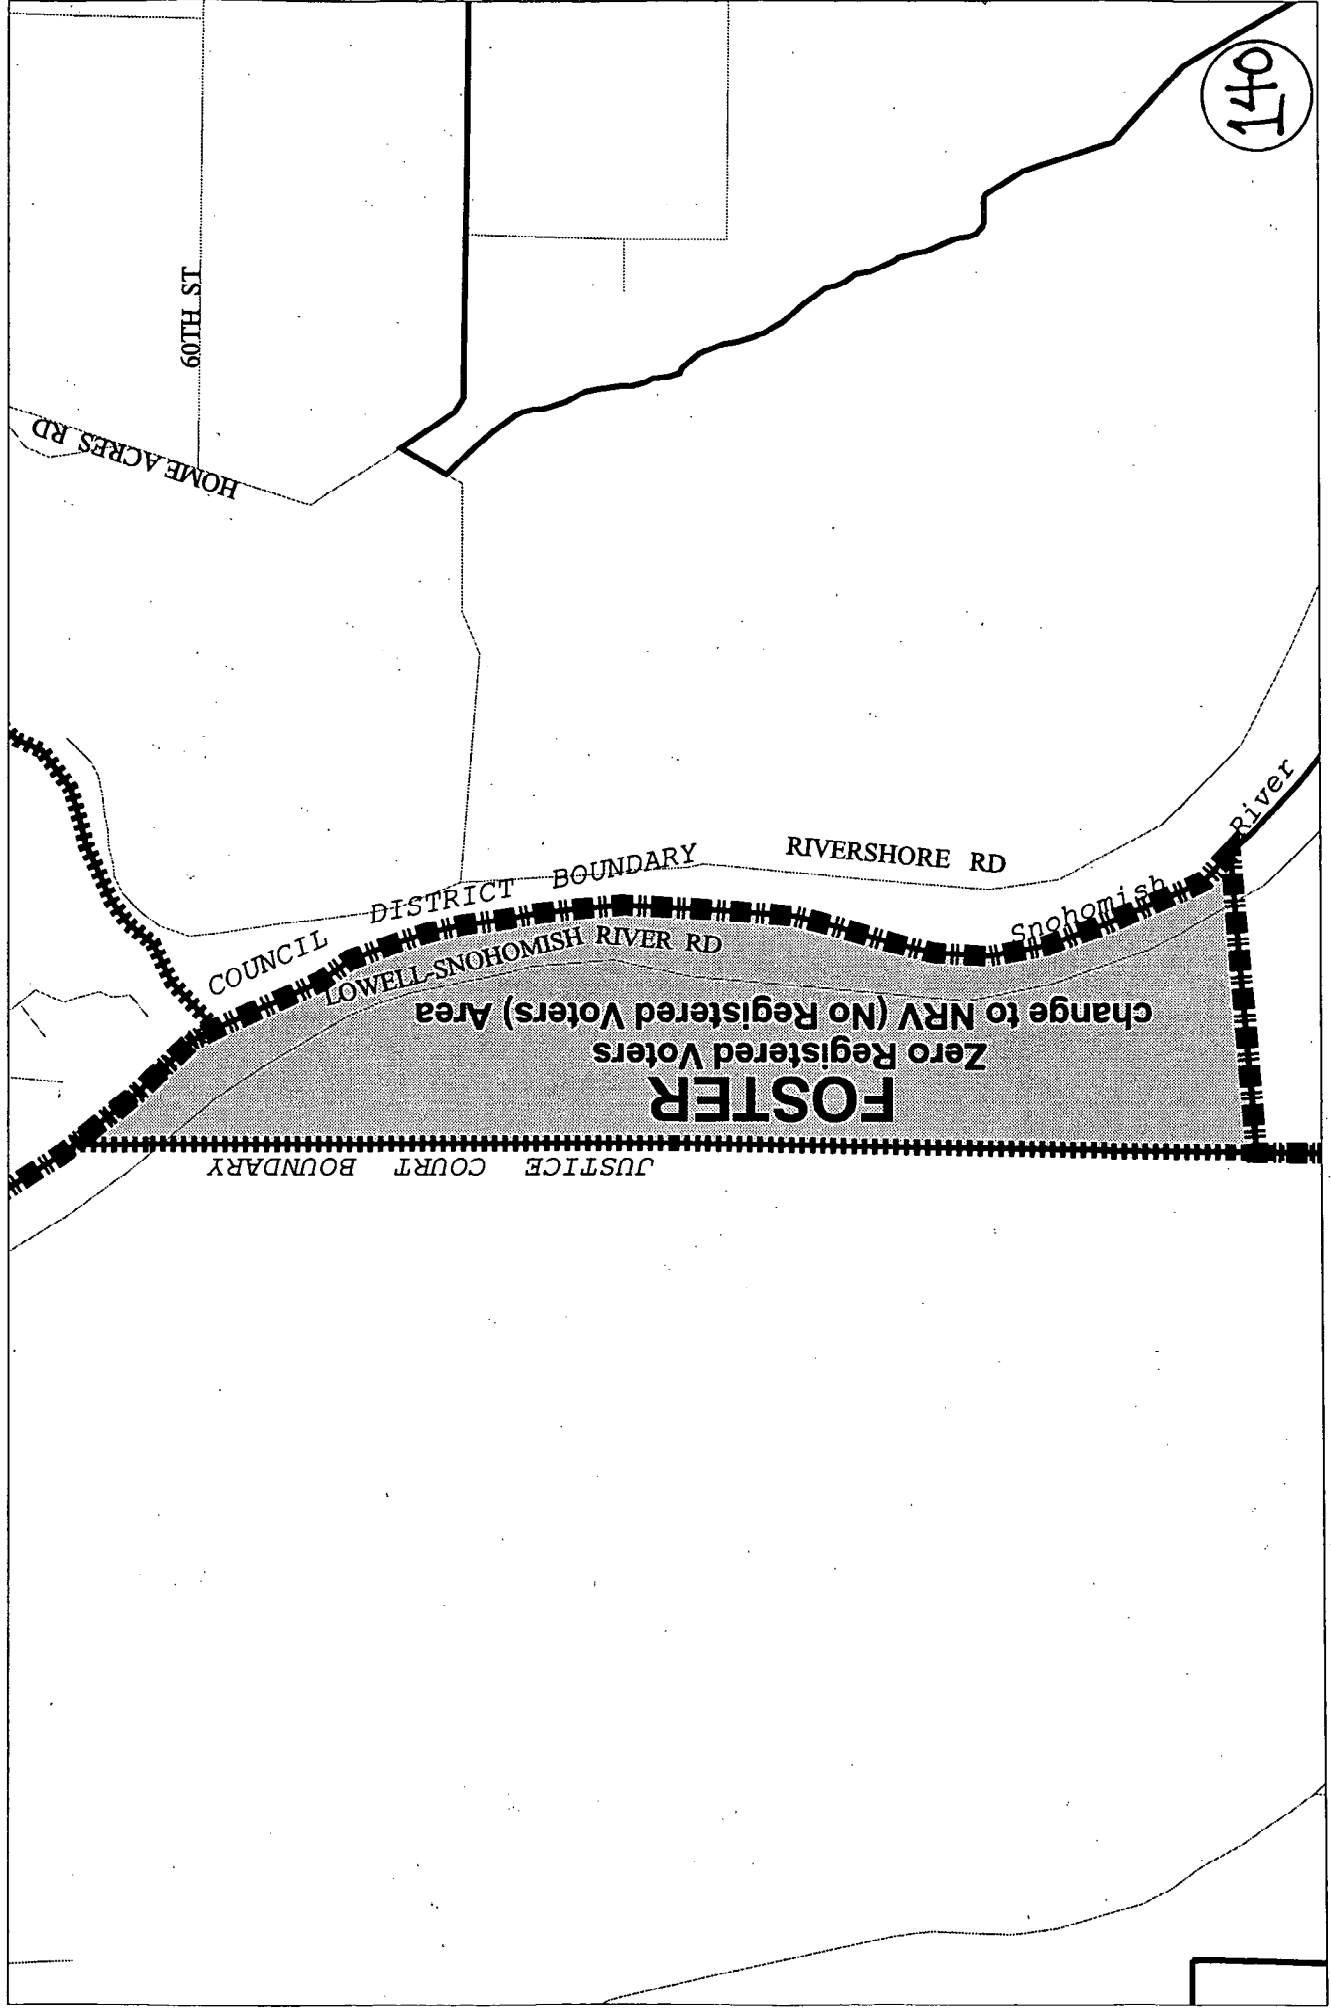 140
60TH ST
HOME ACRES RD
RIVERSHORE RD
River
Snohomish
COUNCIL DISTRICT BOUNDARY
LOWELL-SNOHOMISH RIVER RD
FOSTER
Zero Registered Voters
change to NRV (No Registered Voters) Area
JUSTICE COURT BOUNDARY